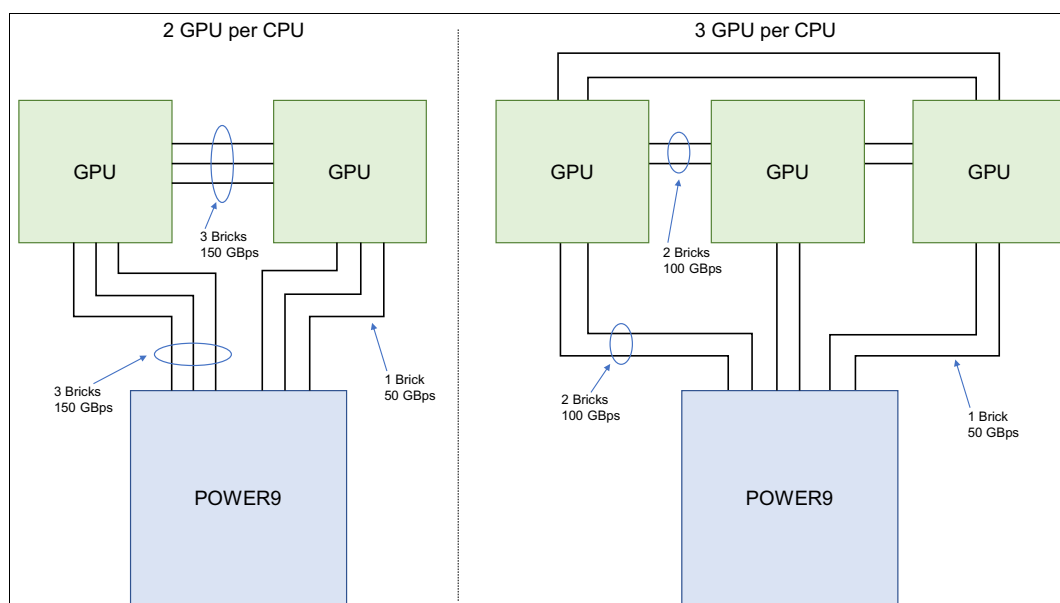 2 GPU per CPU
GPU
GPU
3 Bricks
150 GBps
3 Bricks
150 GBps
1 Brick
50 GBps
POWER9
3 GPU per CPU
GPU
GPU
GPU
2 Bricks
100 GBps
2 Bricks
100 GBps
1 Brick
50 GBps
POWER9